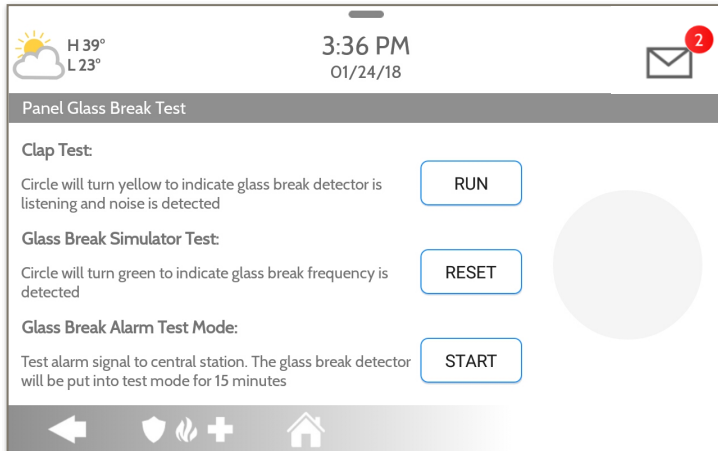 H 39°
L 23°
3:36 PM
01/24/18
2
Panel Glass Break Test
Clap Test:
Circle will turn yellow to indicate glass break detector is
listening and noise is detected
RUN
Glass Break Simulator Test:
Circle will turn green to indicate glass break frequency is
detected
RESET
Glass Break Alarm Test Mode:
Test alarm signal to central station. The glass break detector
will be put into test mode for 15 minutes
START